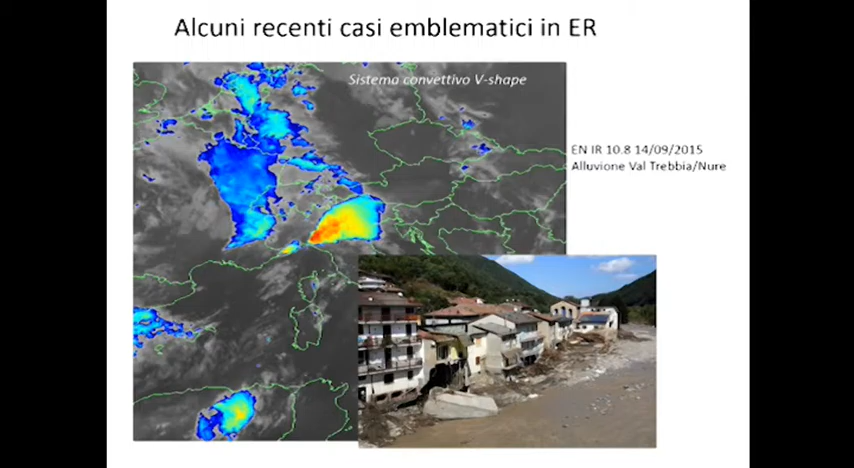 Alcuni recenti casi emblematici in ER
Sistema convettivo V-shape
EN IR 10.8 14/09/2015
Alluvione Val Trebbia/Nure